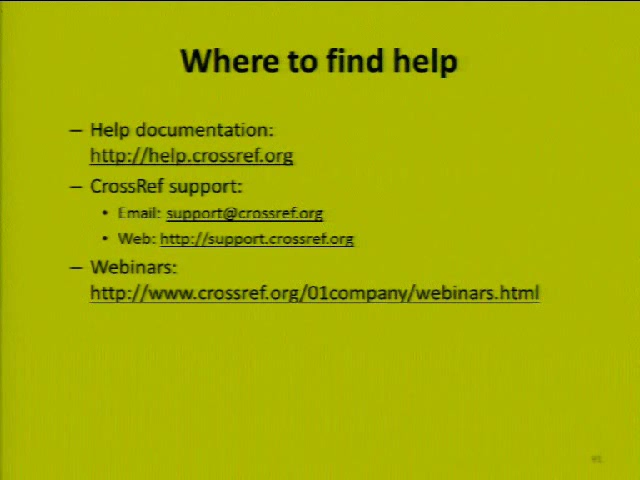 Where to find help
– Help documentation:
http://help.crossref.org
– CrossRef support:
• Email: support@crossref.org
• Web: http://support.crossref.org
– Webinars:
http://www.crossref.org/01company/webinars.html